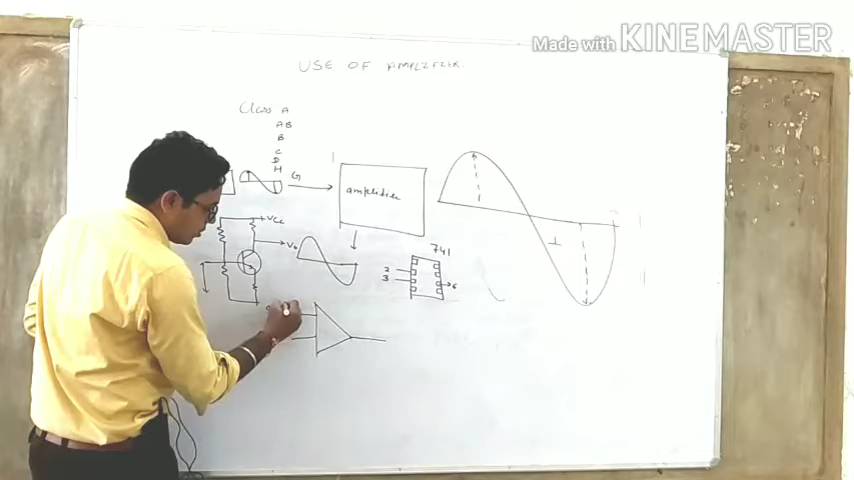 Made with KINEMASTER
USE OF AMPLIFIER
Class A
AB
B
C
D
H
G
amplifier
+Vcc
Vo
741
2
3
6